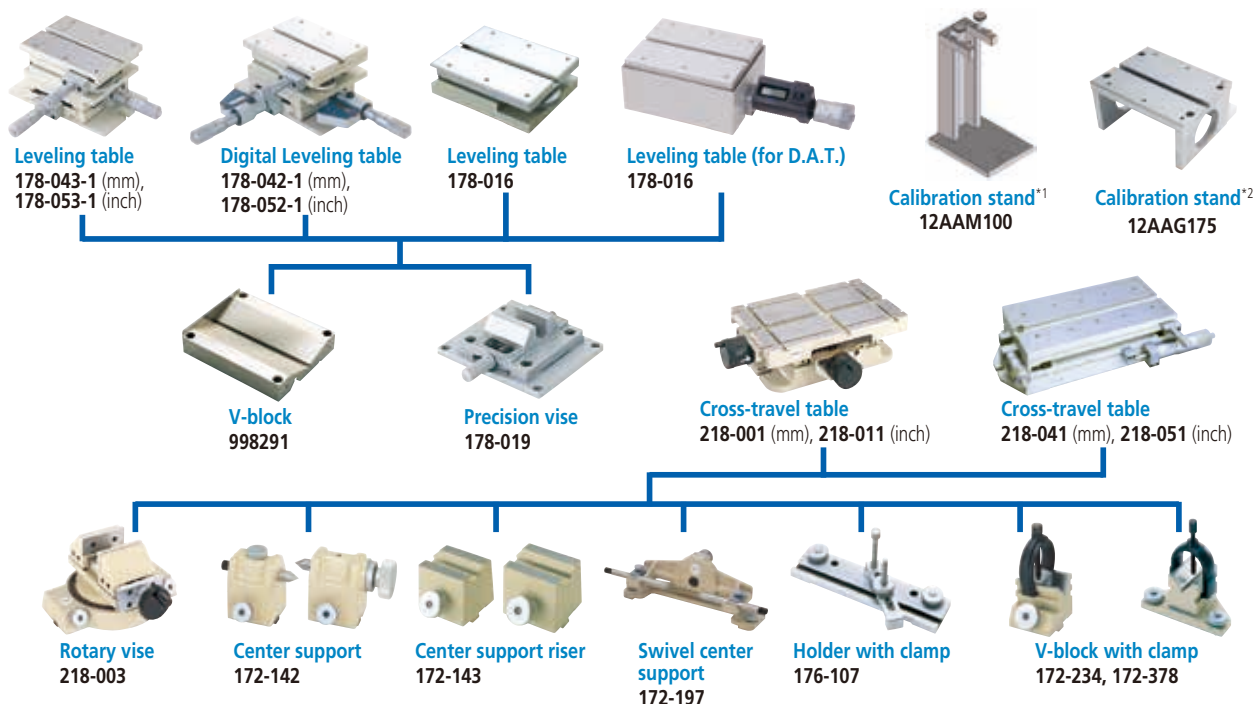 Leveling table
178-043-1 (mm),
178-053-1 (inch)
Digital Leveling table
178-042-1 (mm),
178-052-1 (inch)
Leveling table
178-016
Leveling table (for D.A.T.)
178-016
Calibration stand*1
12AAM100
Calibration stand*2
12AAG175
V-block
998291
Precision vise
178-019
Cross-travel table
218-001 (mm), 218-011 (inch)
Cross-travel table
218-041 (mm), 218-051 (inch)
Rotary vise
218-003
Center support
172-142
Center support riser
172-143
Swivel center
support
172-197
Holder with clamp
176-107
V-block with clamp
172-234, 172-378